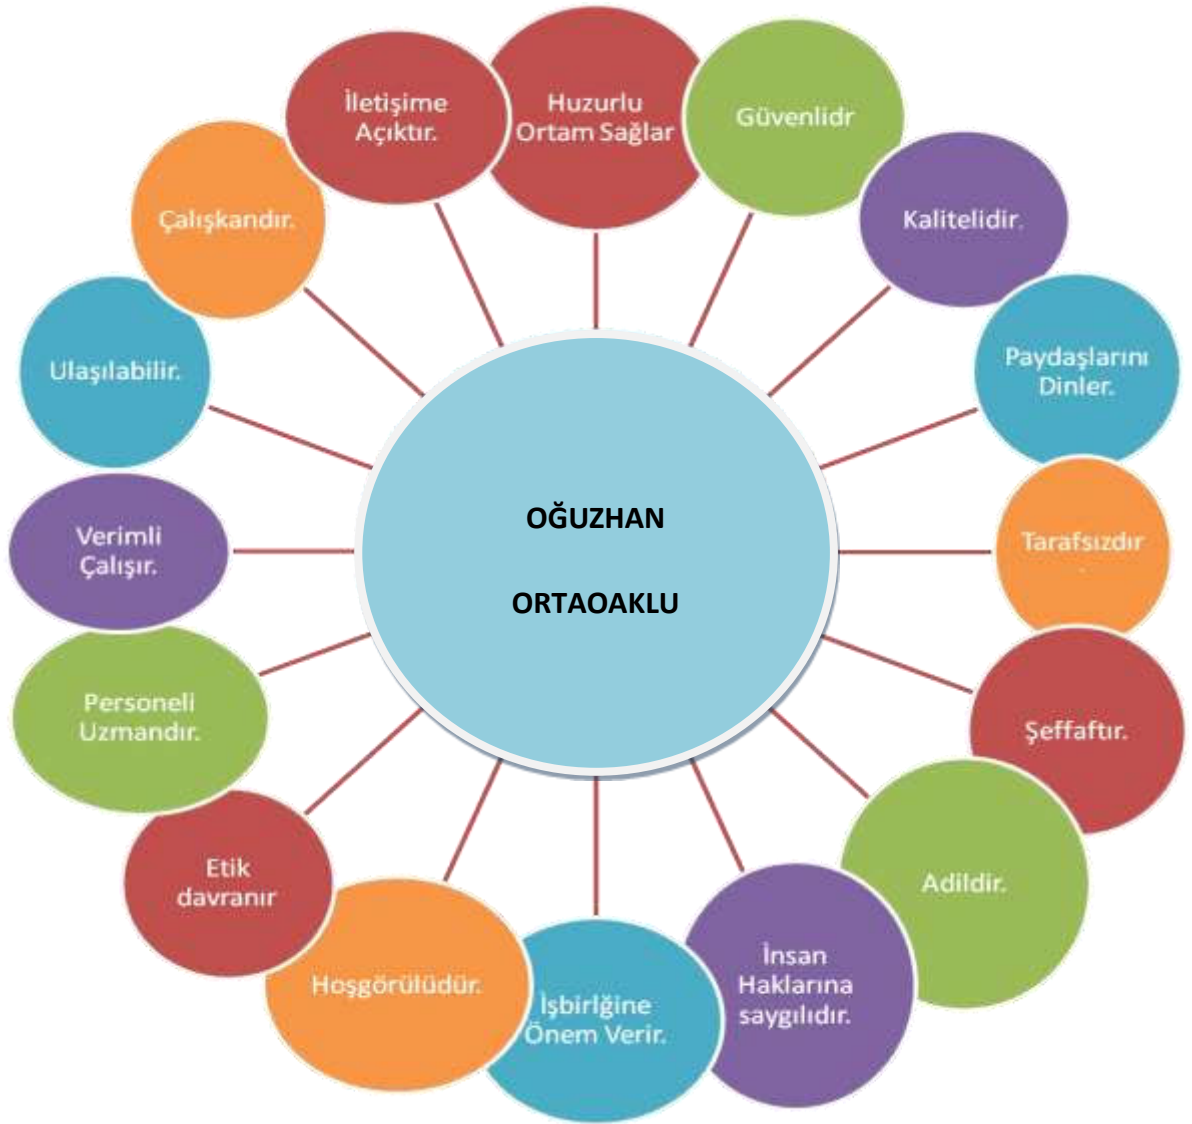 Huzurlu
Ortam Sağlar
Güvenlidr
Kalitelidir.
Paydaşlarını
Dinler.
Tarafsızdır
.
Şeffaftır.
Adildir.
İnsan
Haklarına
saygılıdır.
İşbirlğine
Önem Verir.
Hoşgörülüdür.
Etik
davranır
Personeli
Uzmandır.
Verimli
Çalışır.
Ulaşılabilir.
Çalışkandır.
İletişime
Açıktır.
OĞUZHAN
ORTAOAKLU